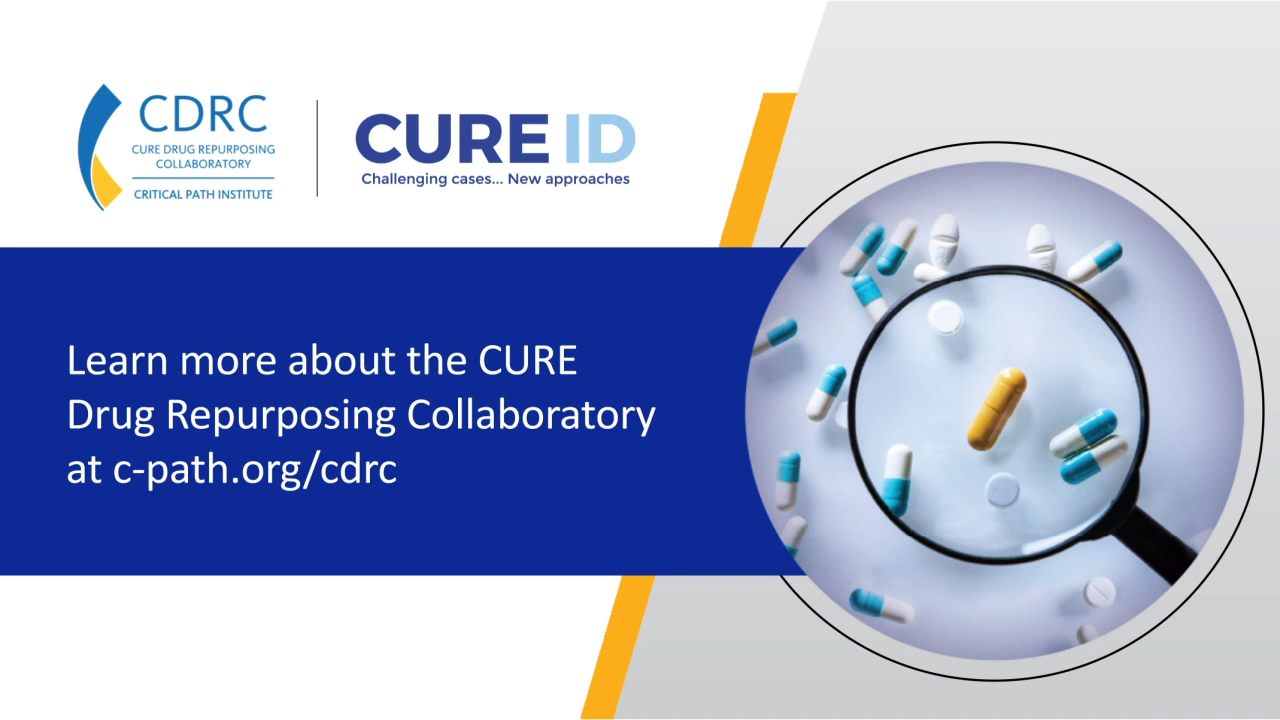 CDRC
CURE DRUG REPURPOSING
COLLABORATORY
CRITICAL PATH INSTITUTE
CURE ID
Challenging cases... New approaches
Learn more about the CURE
Drug Repurposing Collaboratory
at c-path.org/cdrc